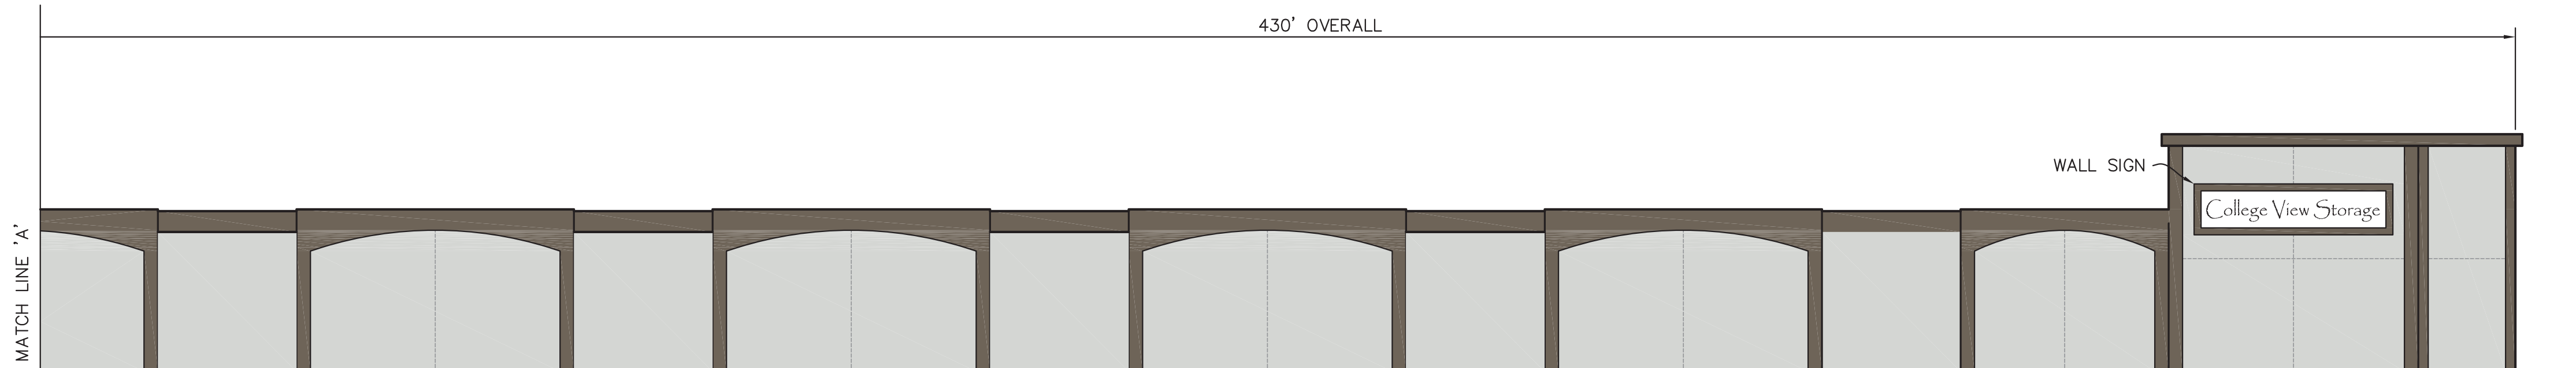 430' OVERALL
WALL SIGN
College View Storage
MATCH LINE 'A'